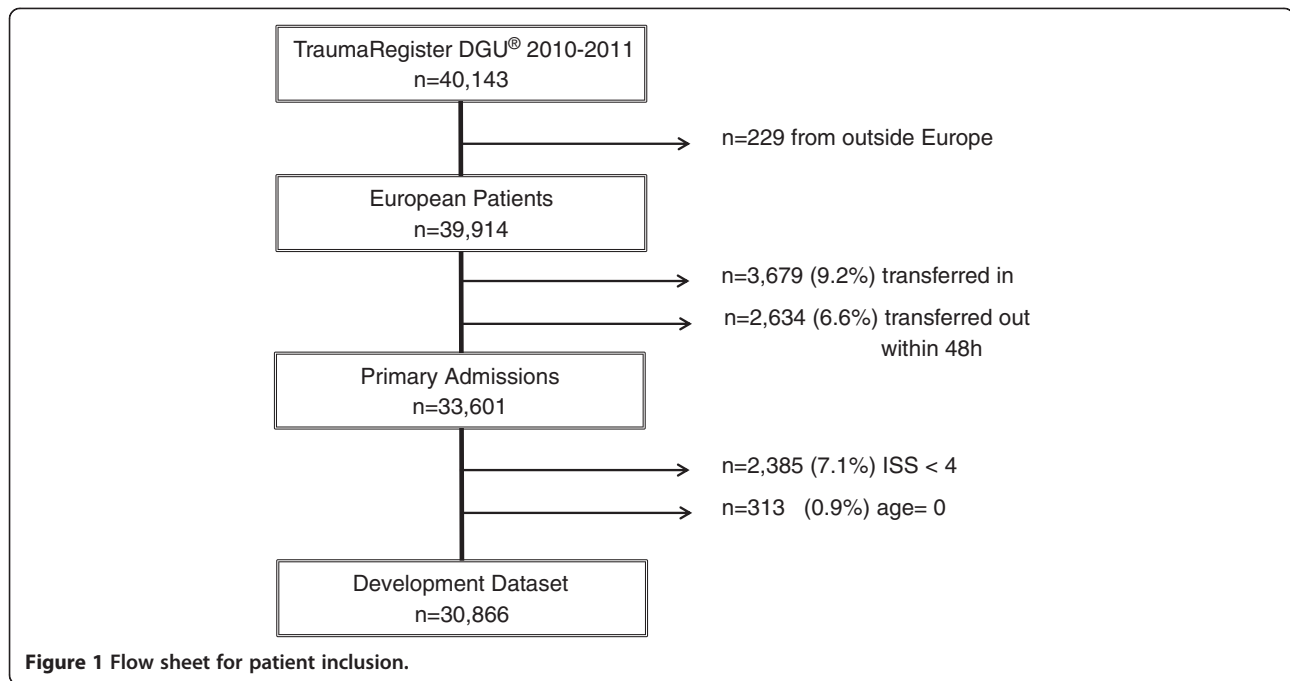 TraumaRegister DGU® 2010-2011
n=40,143
n=229 from outside Europe
European Patients
n=39,914
n=3,679 (9.2%) transferred in
n=2,634 (6.6%) transferred out
within 48h
Primary Admissions
n=33,601
n=2,385 (7.1%) ISS < 4
n=313 (0.9%) age= 0
Development Dataset
n=30,866
Figure 1 Flow sheet for patient inclusion.